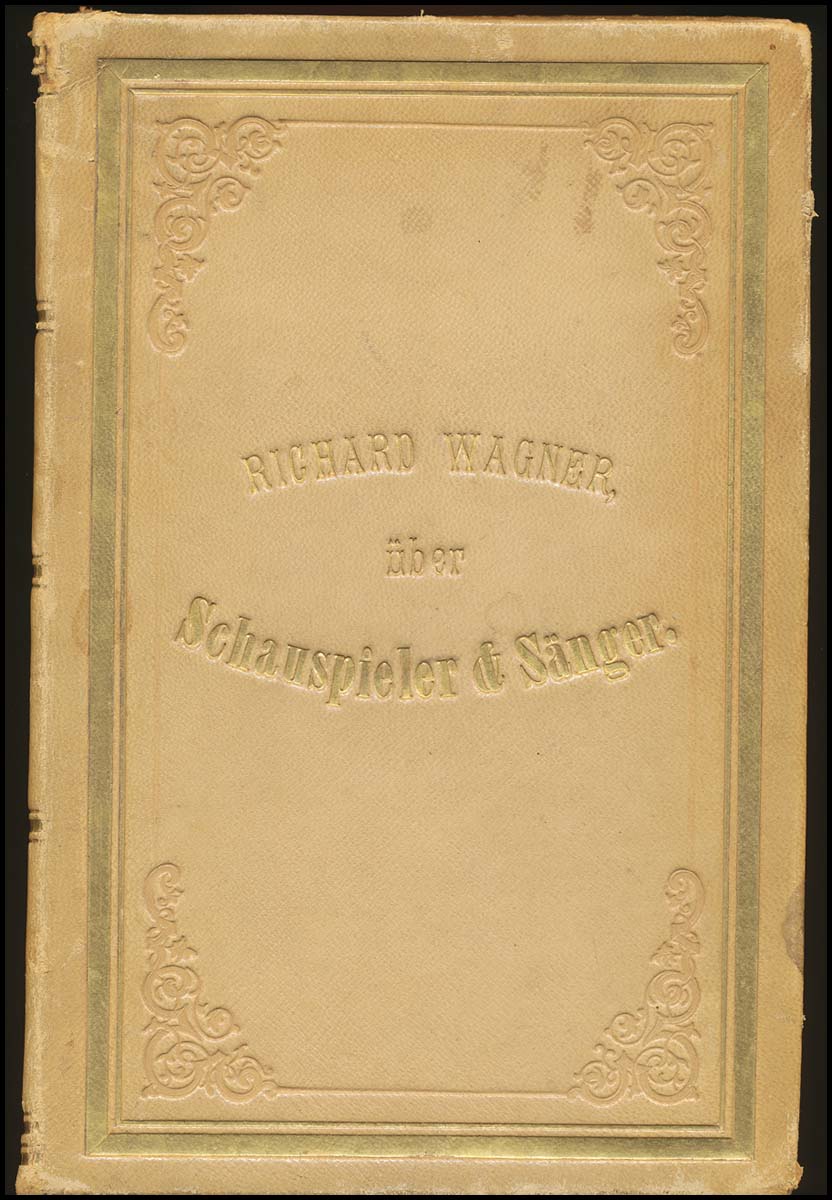 RICHARD WAGNER,
über
Schauspieler & Sänger.